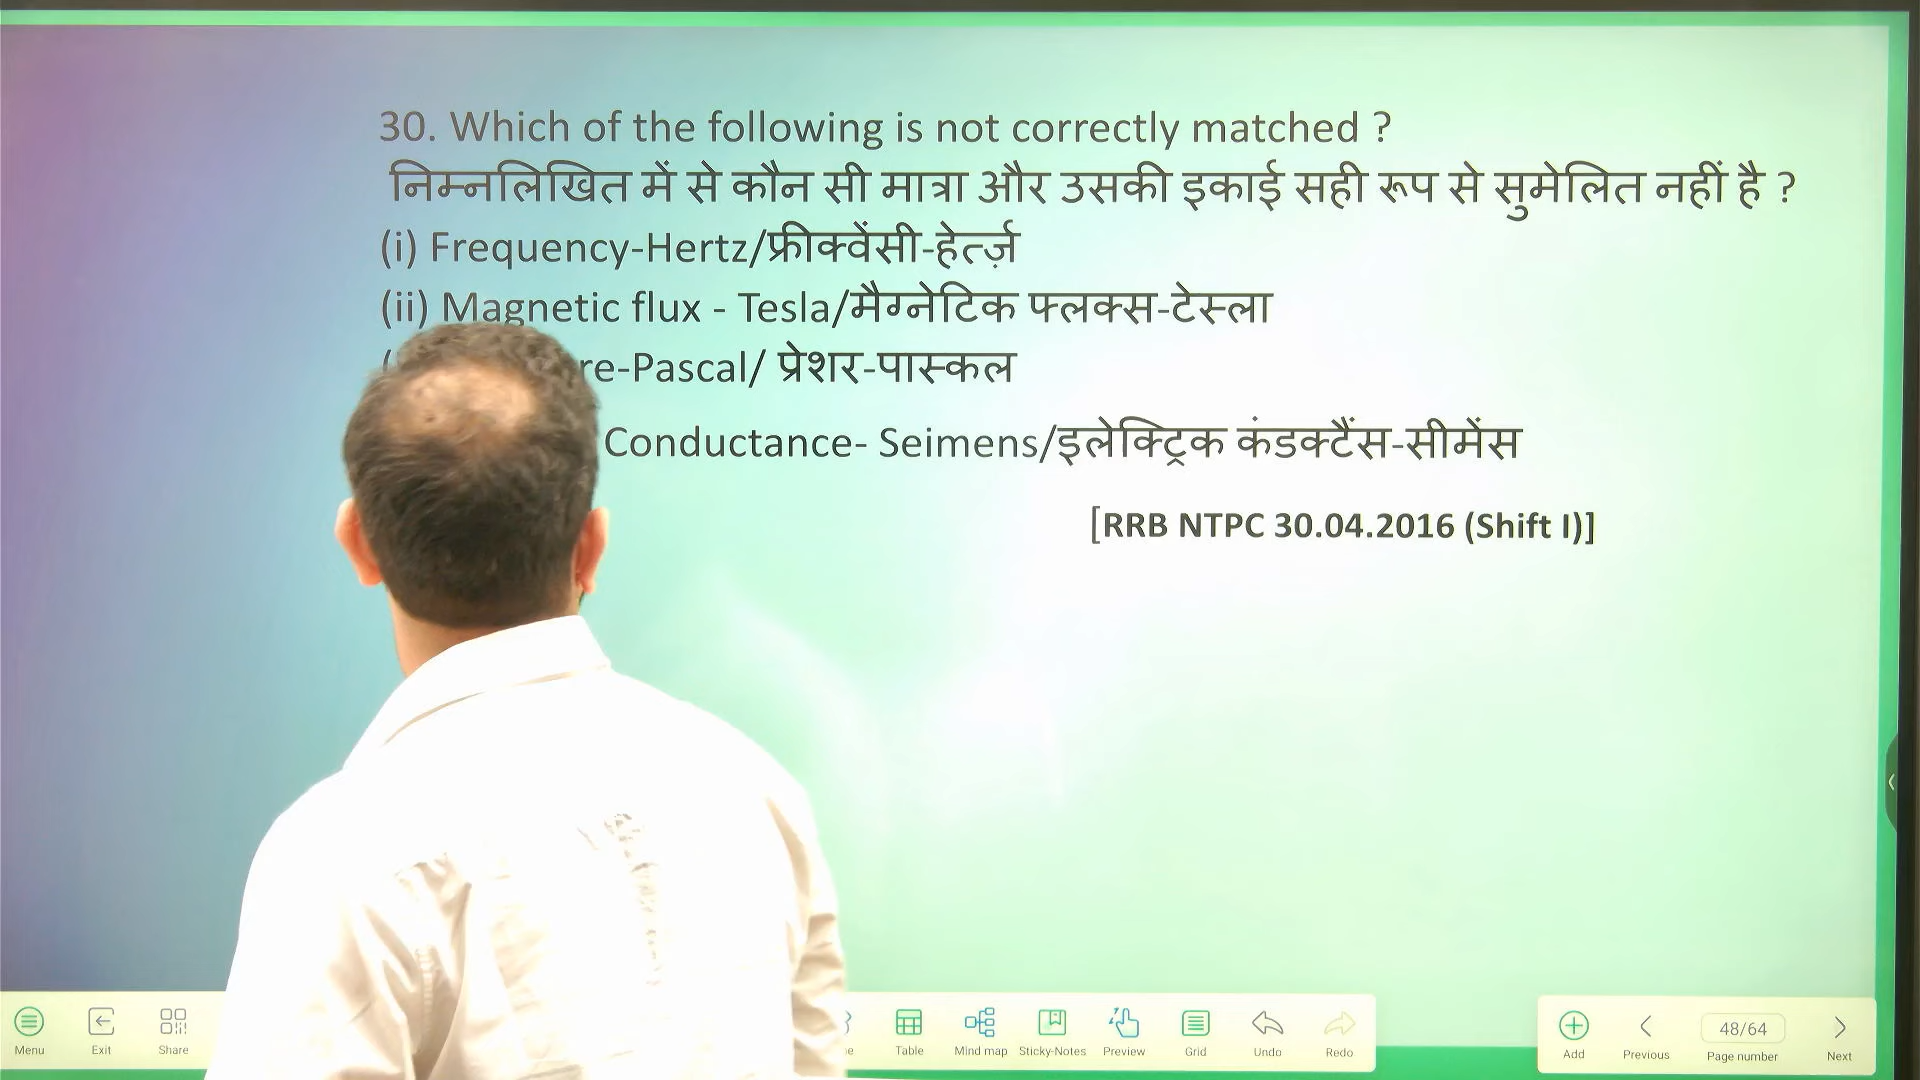 30. Which of the following is not correctly matched ?
निम्नलिखित में से कौन सी मात्रा और उसकी इकाई सही रूप से सुमेलित नहीं है ?
(i) Frequency-Hertz/फ्रीक्वेंसी-हेर्त्ज़
(ii) Magnetic flux - Tesla/मैग्नेटिक फ्लक्स-टेस्ला
re-Pascal/ प्रेशर-पास्कल
Conductance- Seimens/इलेक्ट्रिक कंडक्टैंस-सीमेंस
[RRB NTPC 30.04.2016 (Shift I)]
Menu Exit Share Table Mind map Sticky-Notes Preview Grid Undo Redo Add Previous 48/64 Page number Next